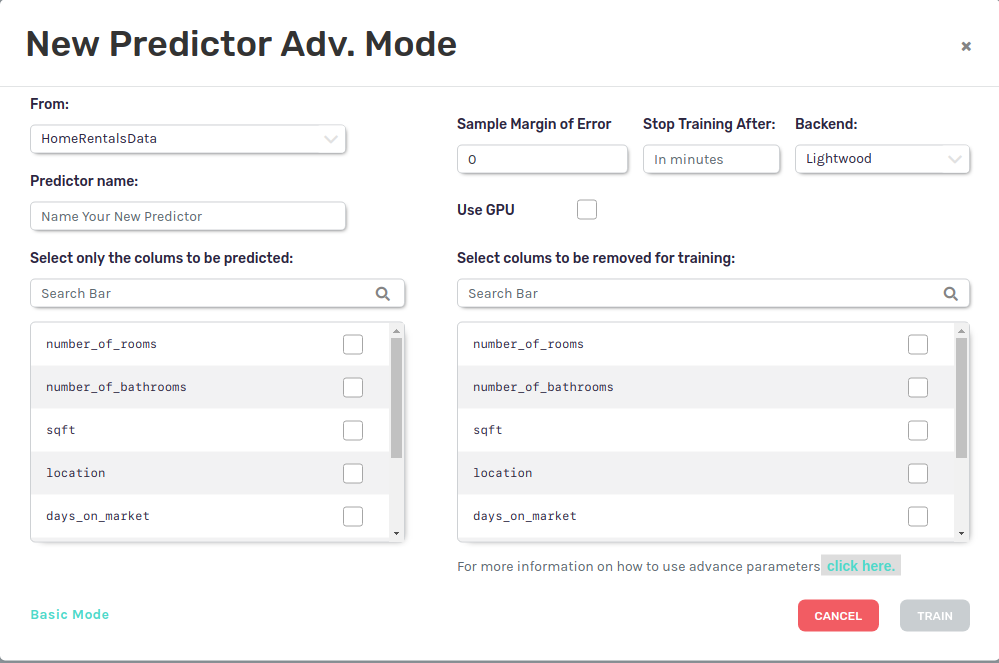 New Predictor Adv. Mode
×
From:
HomeRentalsData
Predictor name:
Name Your New Predictor
Sample Margin of Error
0
Stop Training After:
In minutes
Backend:
Lightwood
Use GPU
Select only the colums to be predicted:
Search Bar
number_of_rooms
number_of_bathrooms
sqft
location
days_on_market
Select colums to be removed for training:
Search Bar
number_of_rooms
number_of_bathrooms
sqft
location
days_on_market
For more information on how to use advance parameters click here.
Basic Mode
CANCEL
TRAIN